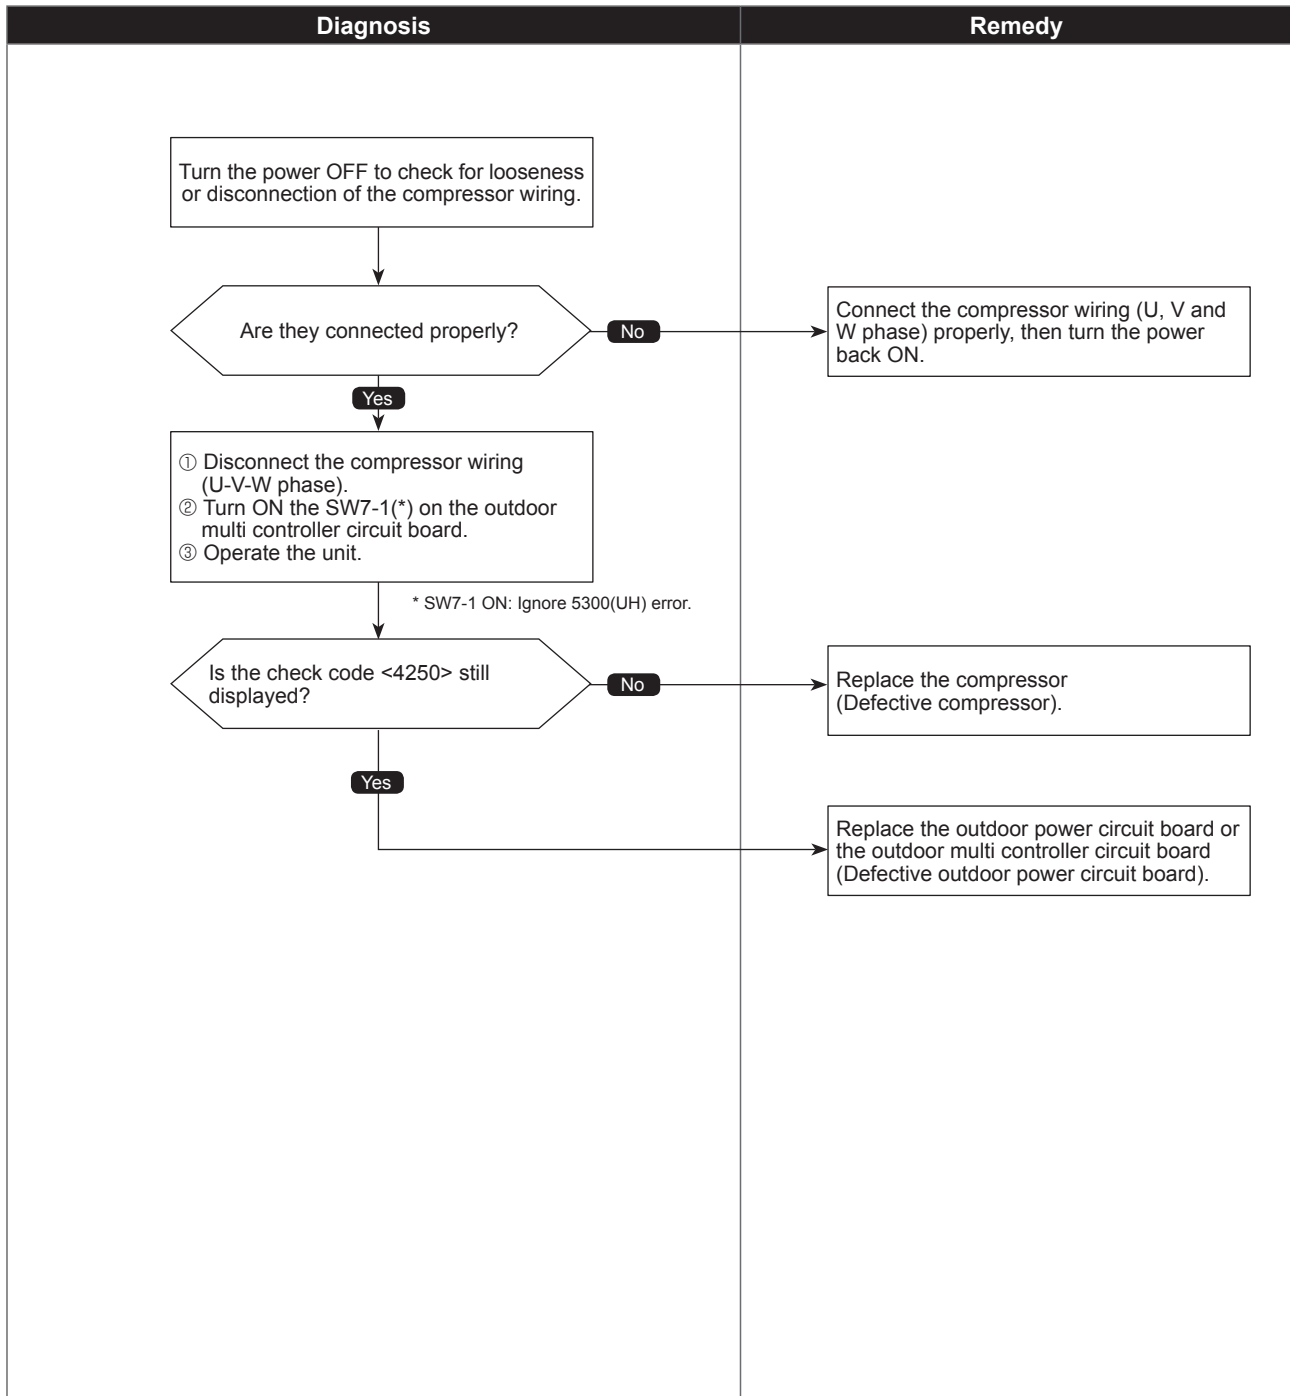 Diagnosis
Remedy
Turn the power OFF to check for looseness
or disconnection of the compressor wiring.
Are they connected properly?
No
Connect the compressor wiring (U, V and
W phase) properly, then turn the power
back ON.
Yes
① Disconnect the compressor wiring
(U-V-W phase).
② Turn ON the SW7-1(*) on the outdoor
multi controller circuit board.
③ Operate the unit.
* SW7-1 ON: Ignore 5300(UH) error.
Is the check code <4250> still
displayed?
No
Replace the compressor
(Defective compressor).
Yes
Replace the outdoor power circuit board or
the outdoor multi controller circuit board
(Defective outdoor power circuit board).